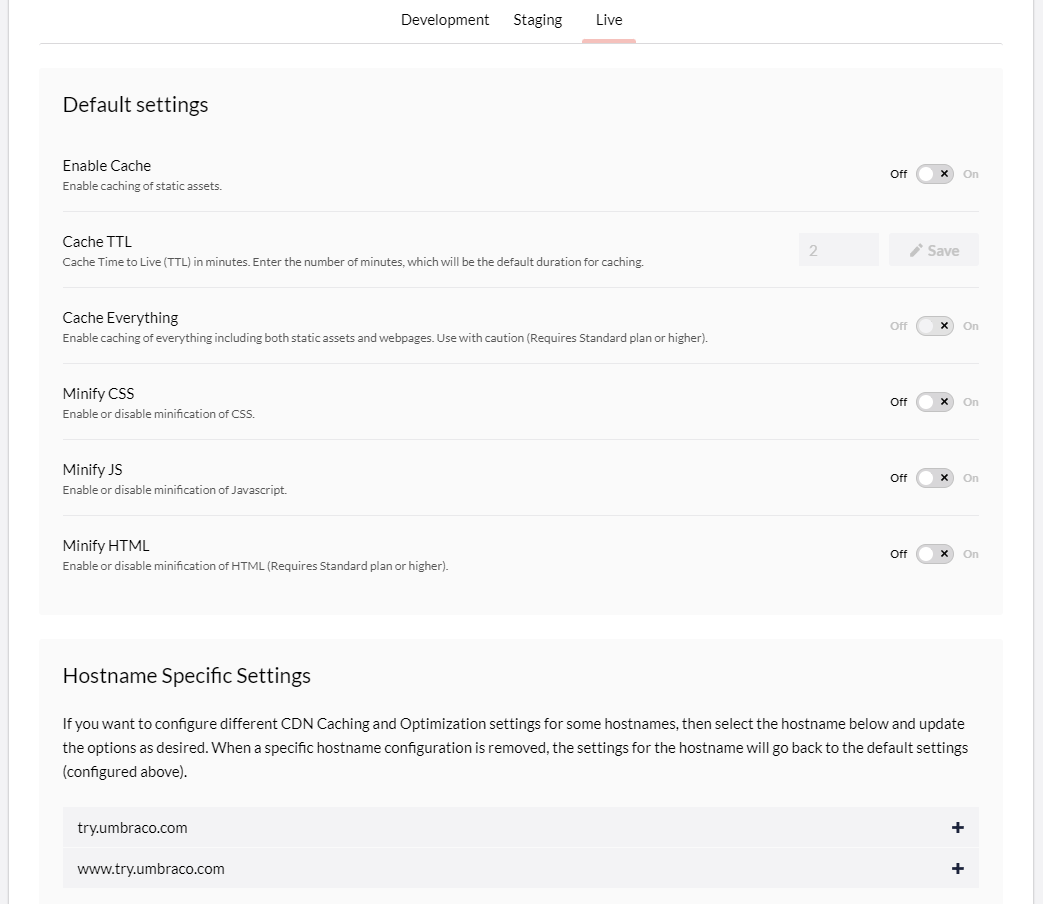 Development Staging Live
Default settings
Enable Cache
Enable caching of static assets.
Off On
Cache TTL
Cache Time to Live (TTL) in minutes. Enter the number of minutes, which will be the default duration for caching.
2 Save
Cache Everything
Enable caching of everything including both static assets and webpages. Use with caution (Requires Standard plan or higher).
Off On
Minify CSS
Enable or disable minification of CSS.
Off On
Minify JS
Enable or disable minification of Javascript.
Off On
Minify HTML
Enable or disable minification of HTML (Requires Standard plan or higher).
Off On
Hostname Specific Settings
If you want to configure different CDN Caching and Optimization settings for some hostnames, then select the hostname below and update
the options as desired. When a specific hostname configuration is removed, the settings for the hostname will go back to the default settings
(configured above).
try.umbraco.com
www.try.umbraco.com